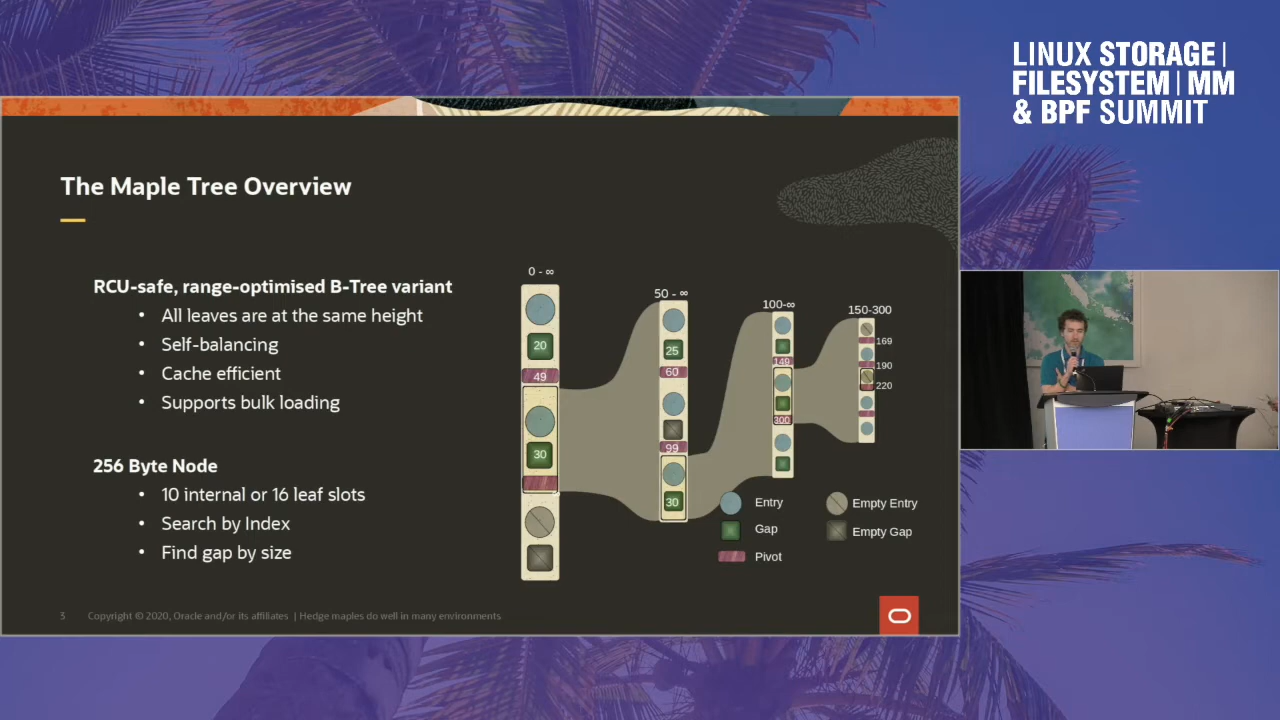 LINUX STORAGE |
FILESYSTEM | MM
& BPF SUMMIT
The Maple Tree Overview
RCU-safe, range-optimised B-Tree variant
• All leaves are at the same height
• Self-balancing
• Cache efficient
• Supports bulk loading
256 Byte Node
• 10 internal or 16 leaf slots
• Search by Index
• Find gap by size
0 - ∞
20
49
30
50 - ∞
25
60
99
30
100-∞
149
300
150-300
169
190
220
Entry
Gap
Pivot
Empty Entry
Empty Gap
3 Copyright © 2020, Oracle and/or its affiliates | Hedge maples do well in many environments